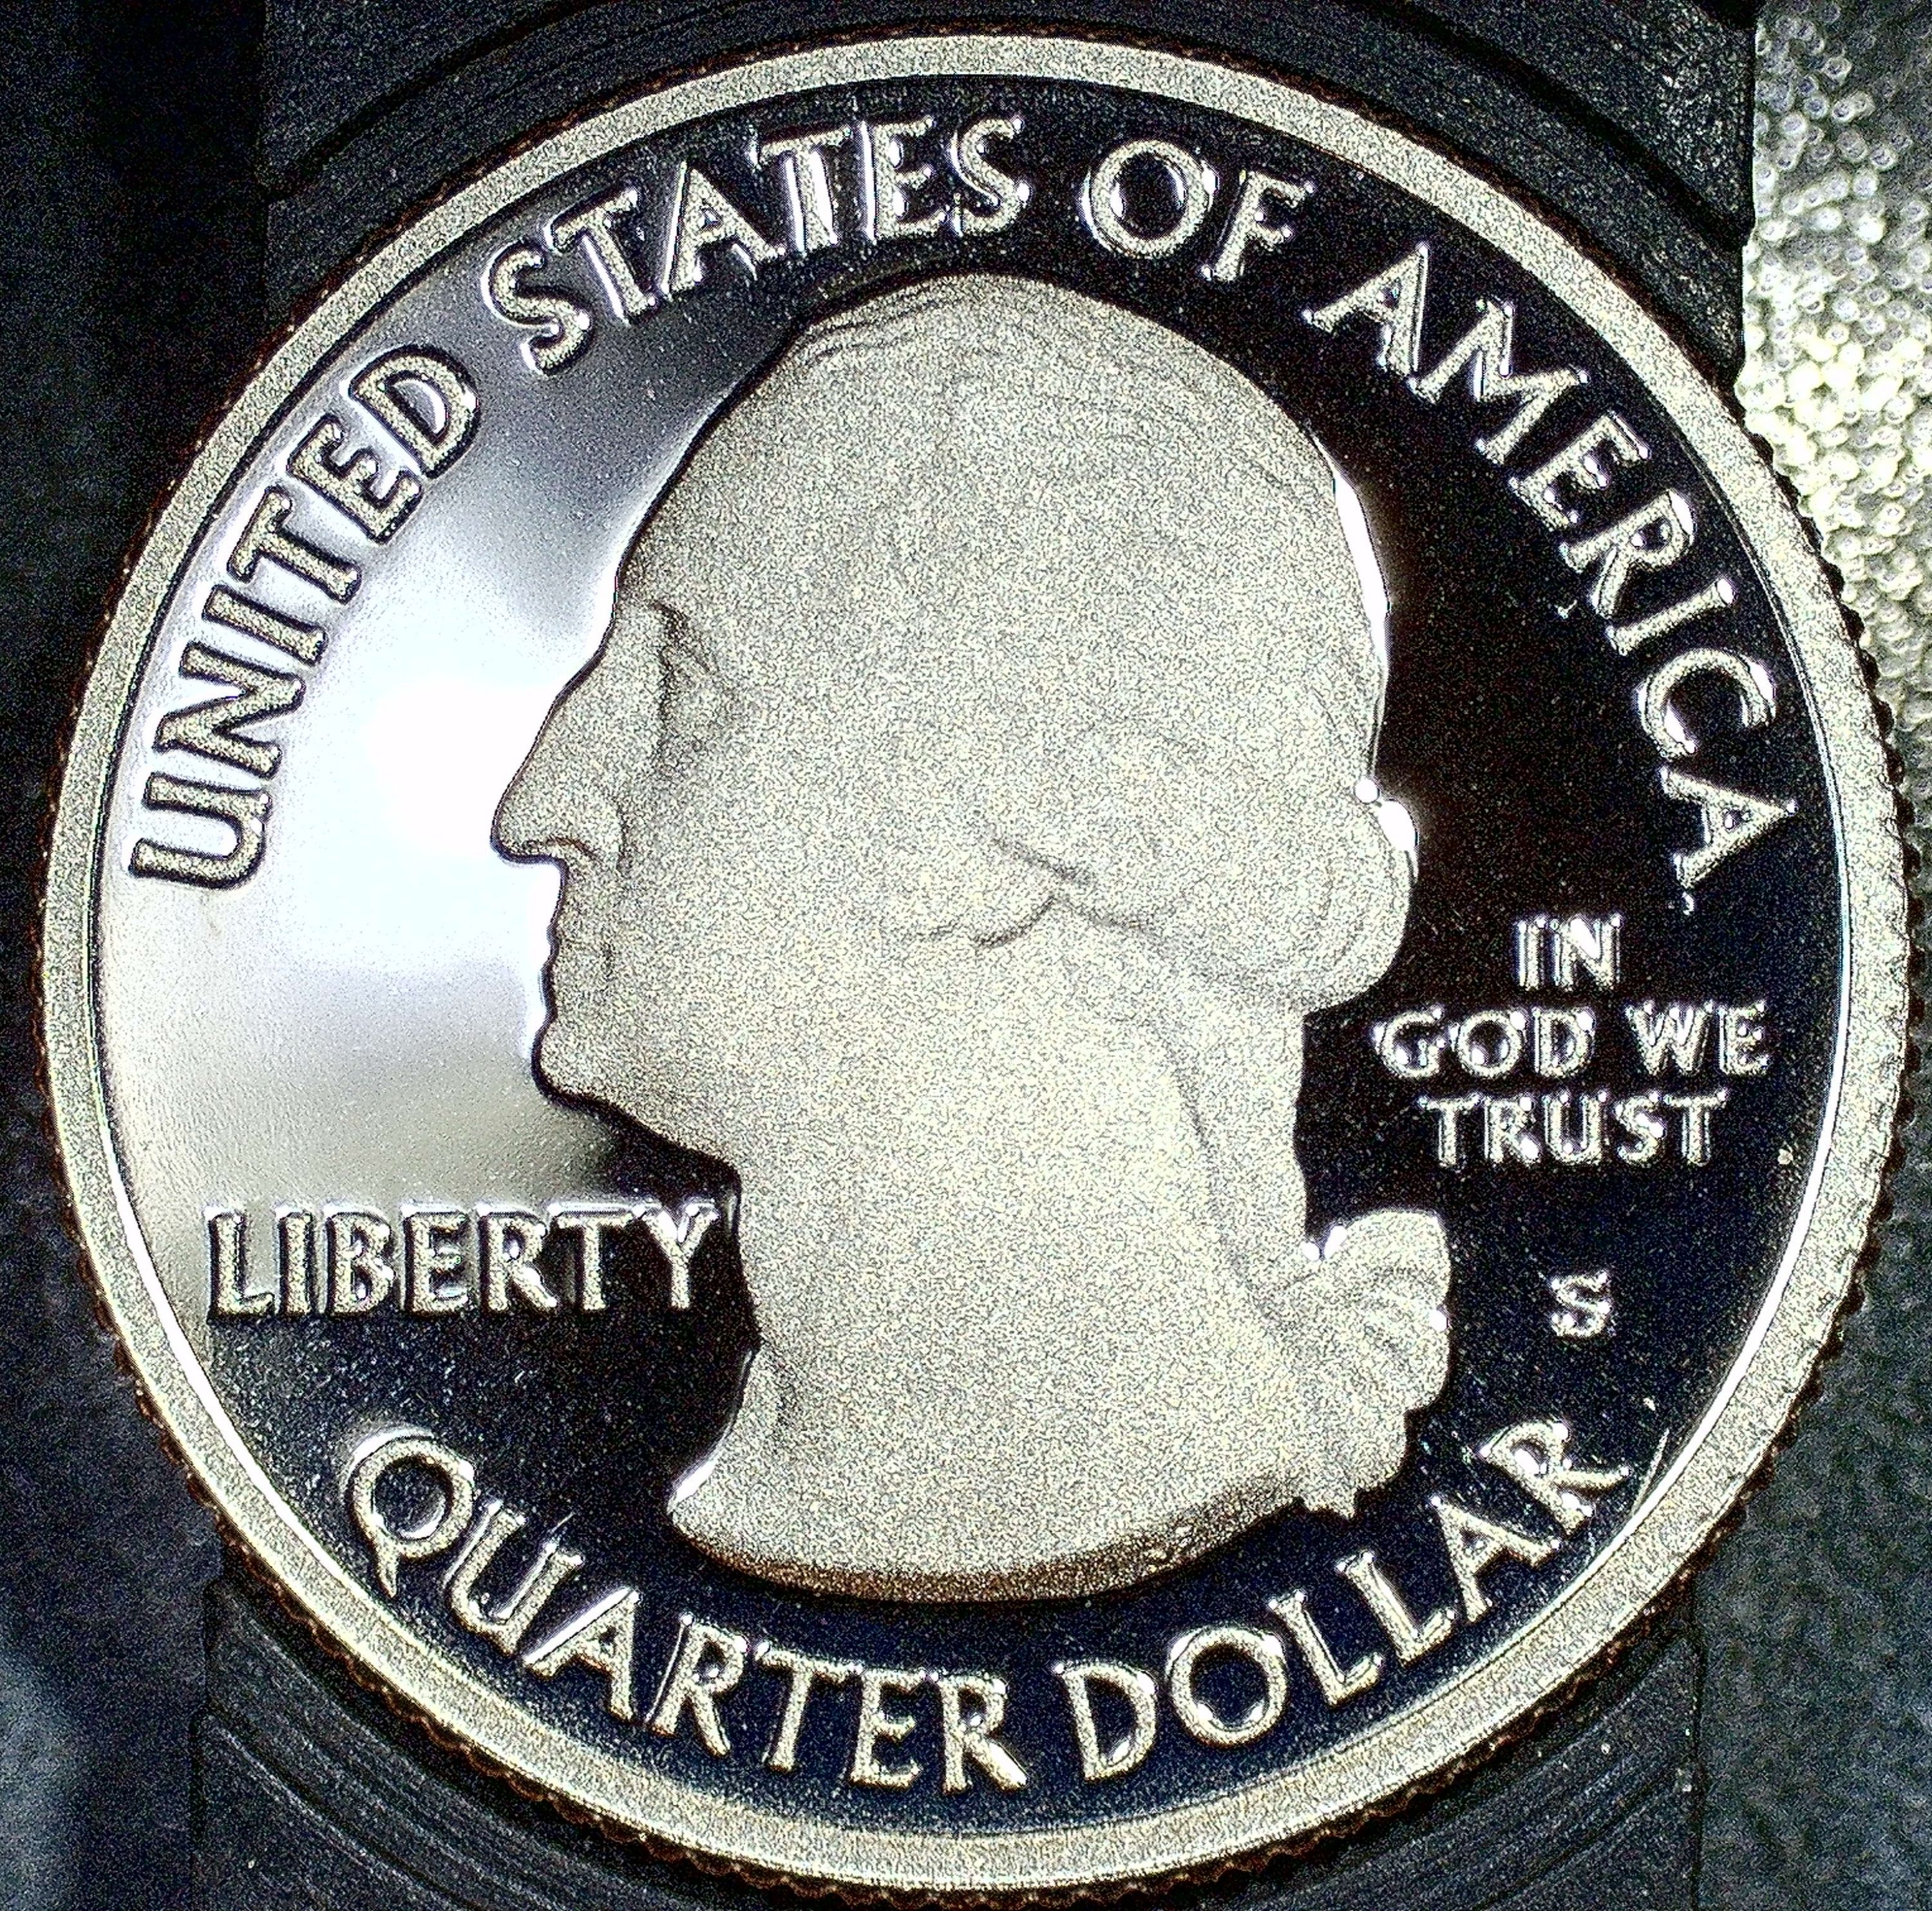 UNITED STATES OF AMERICA
IN
GOD WE
TRUST
LIBERTY
S
QUARTER DOLLAR